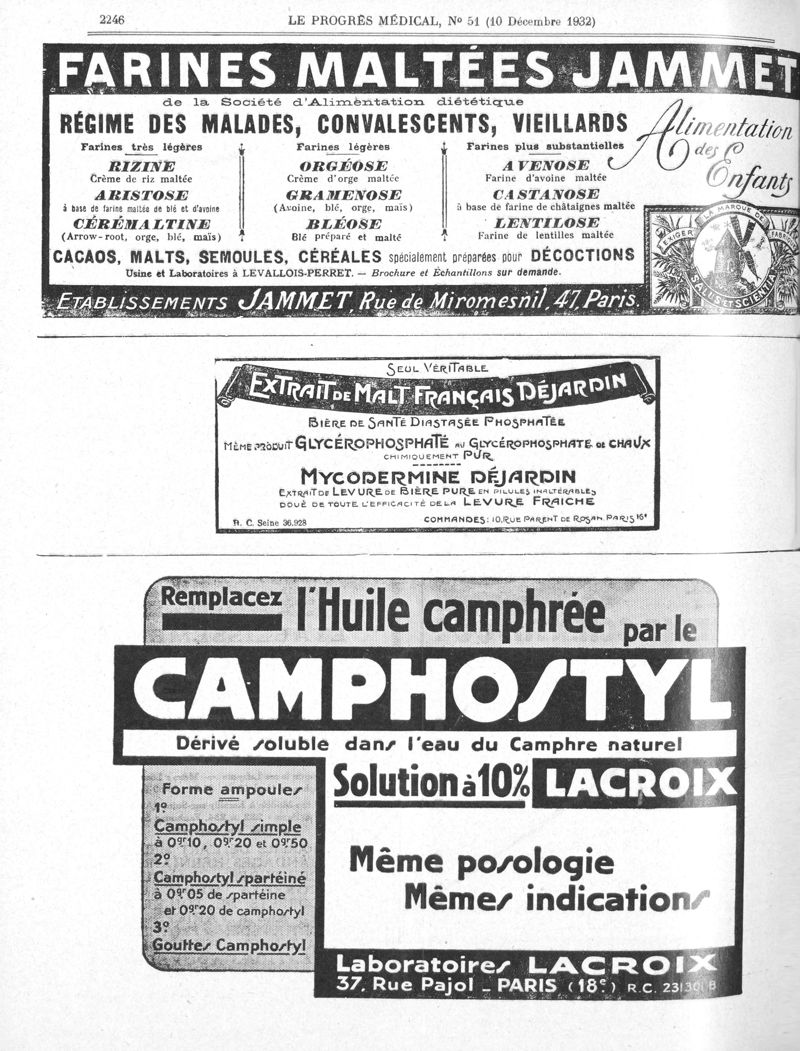 2246
LE PROGRÈS MÉDICAL, Nº 51 (10 Décembre 1932)
FARINES MALTÉES JAMMET
de la Société d'Alimentation diététique
RÉGIME DES MALADES, CONVALESCENTS, VIEILLARDS
Alimentation
des
Enfants
Farines très légères
RIZINE
Crème de riz maltée
ARISTOSE
à base de farine maltée de blé et d'avoine
CÉRÉMALTINE
(Arrow-root, orge, blé, maïs)
Farines légères
ORGÉOSE
Crème d'orge maltée
GRAMENOSE
(Avoine, blé, orge, maïs)
BLÉOSE
Blé préparé et malté
Farines plus substantielles
AVENOSE
Farine d'avoine maltée
CASTANOSE
à base de farine de châtaignes maltée
LENTILOSE
Farine de lentilles maltée
EXIGER LA MARQUE DE
SALUS ET SCIENTIA
CACAOS, MALTS, SEMOULES, CÉRÉALES spécialement préparées pour DÉCOCTIONS
Usine et Laboratoires à LEVALLOIS-PERRET. — Brochure et Échantillons sur demande.
ETABLISSEMENTS JAMMET, Rue de Miromesnil, 47, Paris.
SEUL VÉRITABLE
EXTRAIT DE MALT FRANÇAIS DÉJARDIN
BIÈRE DE SANTÉ DIASTASÉE PHOSPHATÉE
MÊME PRODUIT GLYCÉROPHOSPHATÉ AU GLYCÉROPHOSPHATE DE CHAUX
CHIMIQUEMENT PUR
MYCODERMINE DÉJARDIN
EXTRAIT DE LEVURE DE BIÈRE PURE EN PILULES INALTÉRABLES
DOUÉ DE TOUTE L'EFFICACITÉ DE LA LEVURE FRAICHE
R. C. Seine 36.928
COMMANDES: 10, RUE PARENT DE ROSAN. PARIS 16e
Remplacez l'Huile camphrée par le
CAMPHOSTYL
Dérivé soluble dans l'eau du Camphre naturel
Solution à 10% LACROIX
Forme ampoules
1º
Camphostyl simple
à 0gr10, 0gr20 et 0gr50
2º
Camphostyl spartéiné
à 0gr05 de spartéine
et 0gr20 de camphostyl
3º
Gouttes Camphostyl
Même posologie
Mêmes indications
Laboratoires LACROIX
37, Rue Pajol _ PARIS (18e) R.C.